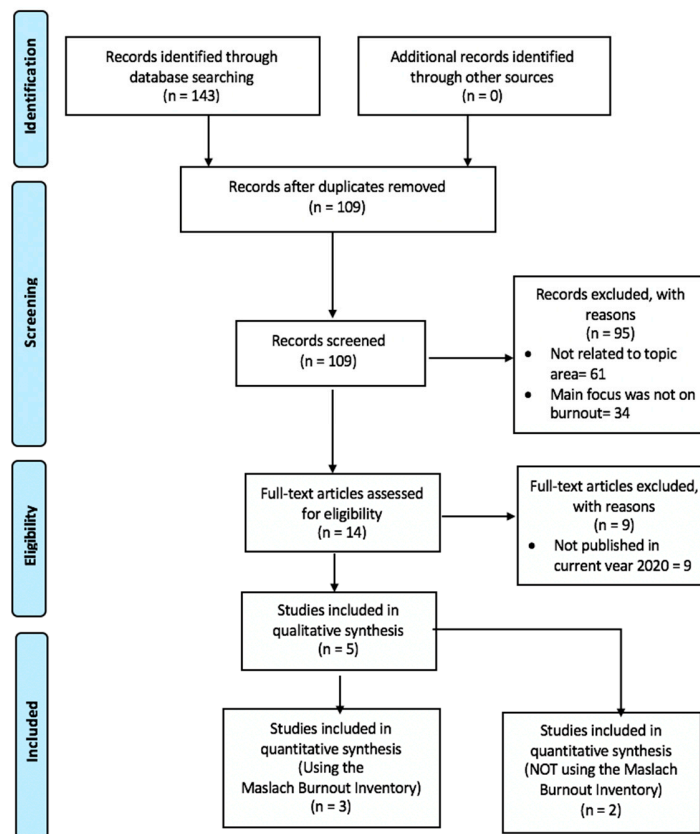 Identification
Records identified through
database searching
(n = 143)
Additional records identified
through other sources
(n = 0)
Screening
Records after duplicates removed
(n = 109)
Records screened
(n = 109)
Records excluded, with
reasons
(n = 95)
• Not related to topic
area= 61
• Main focus was not on
burnout= 34
Eligibility
Full-text articles assessed
for eligibility
(n = 14)
Full-text articles excluded,
with reasons
(n = 9)
• Not published in
current year 2020 = 9
Included
Studies included in
qualitative synthesis
(n = 5)
Studies included in
quantitative synthesis
(Using the
Maslach Burnout Inventory)
(n = 3)
Studies included in
quantitative synthesis
(NOT using the Maslach
Burnout Inventory)
(n = 2)